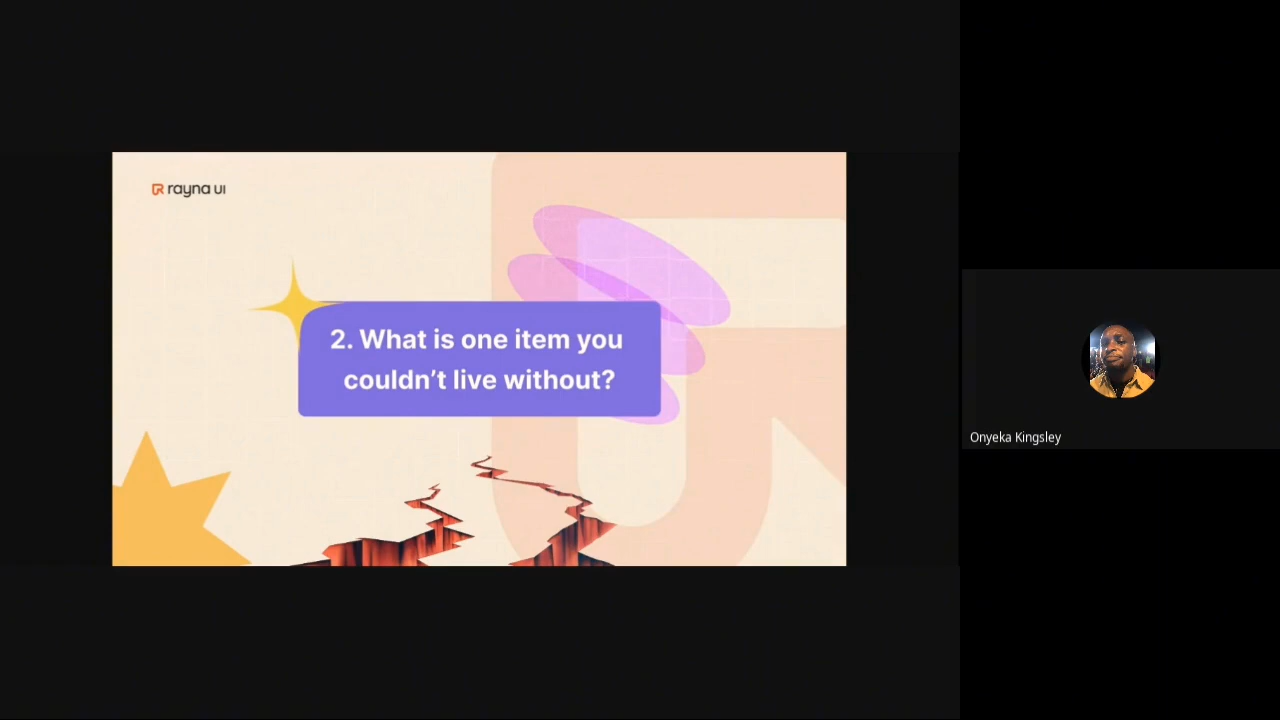 rayna UI
2. What is one item you
couldn’t live without?
Onyeka Kingsley